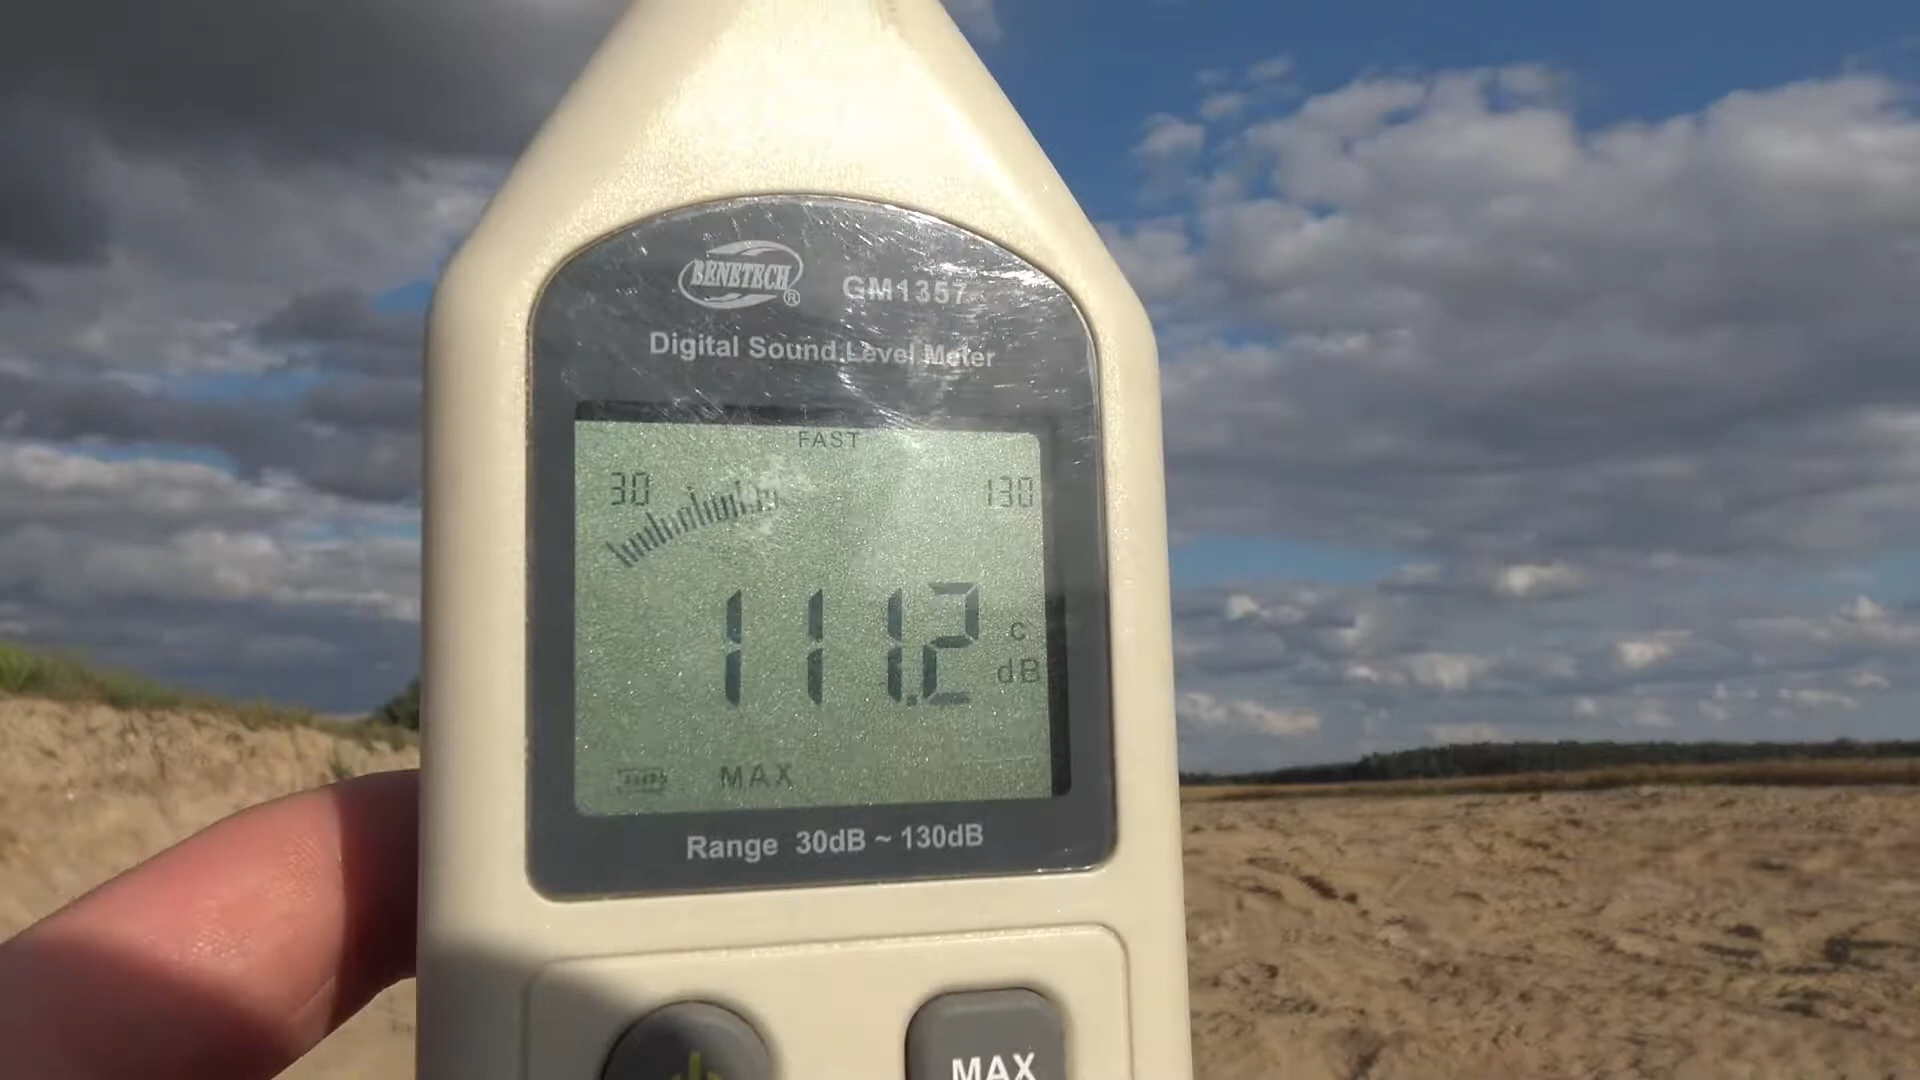 BENETECH ®
GM1357
Digital Sound Level Meter
FAST
30
130
111.2
C
dB
MAX
Range 30dB ~ 130dB
MAX